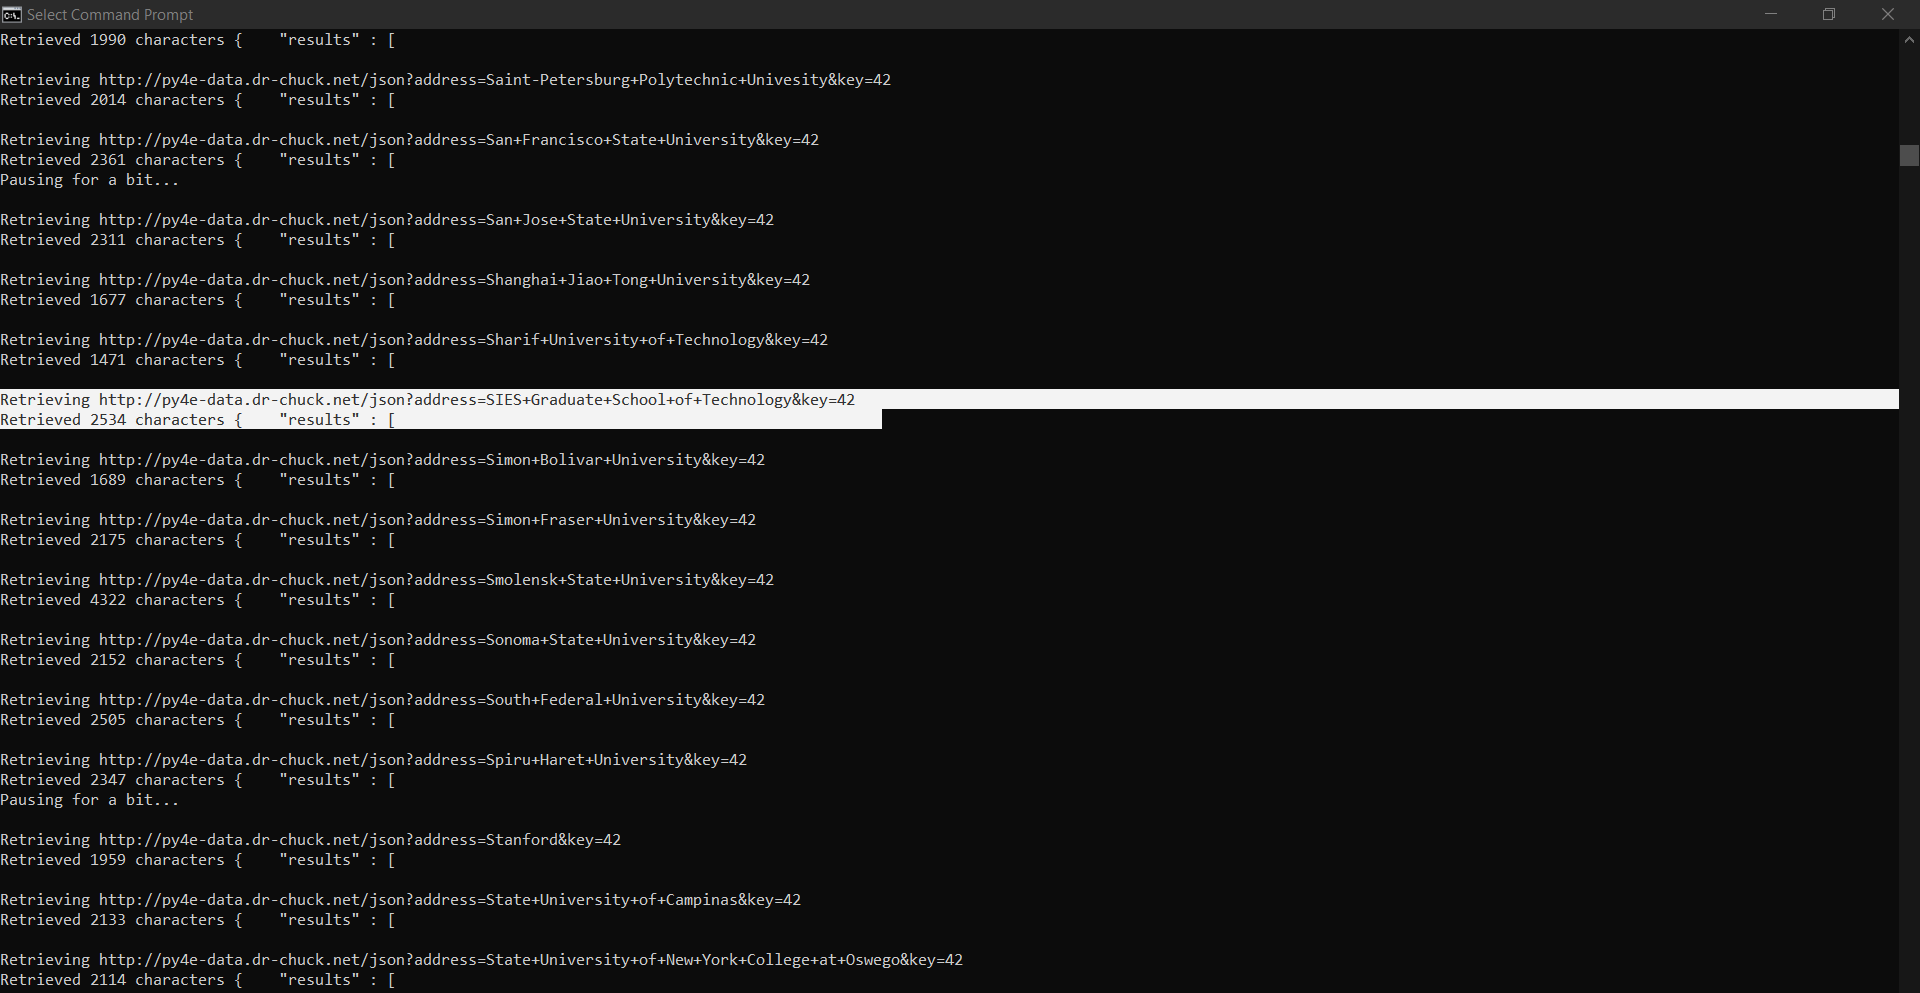 Select Command Prompt
Retrieved 1990 characters {    "results" : [
Retrieving http://py4e-data.dr-chuck.net/json?address=Saint-Petersburg+Polytechnic+Univesity&key=42
Retrieved 2014 characters {    "results" : [
Retrieving http://py4e-data.dr-chuck.net/json?address=San+Francisco+State+University&key=42
Retrieved 2361 characters {    "results" : [
Pausing for a bit...
Retrieving http://py4e-data.dr-chuck.net/json?address=San+Jose+State+University&key=42
Retrieved 2311 characters {    "results" : [
Retrieving http://py4e-data.dr-chuck.net/json?address=Shanghai+Jiao+Tong+University&key=42
Retrieved 1677 characters {    "results" : [
Retrieving http://py4e-data.dr-chuck.net/json?address=Sharif+University+of+Technology&key=42
Retrieved 1471 characters {    "results" : [
Retrieving http://py4e-data.dr-chuck.net/json?address=SIES+Graduate+School+of+Technology&key=42
Retrieved 2534 characters {    "results" : [
Retrieving http://py4e-data.dr-chuck.net/json?address=Simon+Bolivar+University&key=42
Retrieved 1689 characters {    "results" : [
Retrieving http://py4e-data.dr-chuck.net/json?address=Simon+Fraser+University&key=42
Retrieved 2175 characters {    "results" : [
Retrieving http://py4e-data.dr-chuck.net/json?address=Smolensk+State+University&key=42
Retrieved 4322 characters {    "results" : [
Retrieving http://py4e-data.dr-chuck.net/json?address=Sonoma+State+University&key=42
Retrieved 2152 characters {    "results" : [
Retrieving http://py4e-data.dr-chuck.net/json?address=South+Federal+University&key=42
Retrieved 2505 characters {    "results" : [
Retrieving http://py4e-data.dr-chuck.net/json?address=Spiru+Haret+University&key=42
Retrieved 2347 characters {    "results" : [
Pausing for a bit...
Retrieving http://py4e-data.dr-chuck.net/json?address=Stanford&key=42
Retrieved 1959 characters {    "results" : [
Retrieving http://py4e-data.dr-chuck.net/json?address=State+University+of+Campinas&key=42
Retrieved 2133 characters {    "results" : [
Retrieving http://py4e-data.dr-chuck.net/json?address=State+University+of+New+York+College+at+Oswego&key=42
Retrieved 2114 characters {    "results" : [